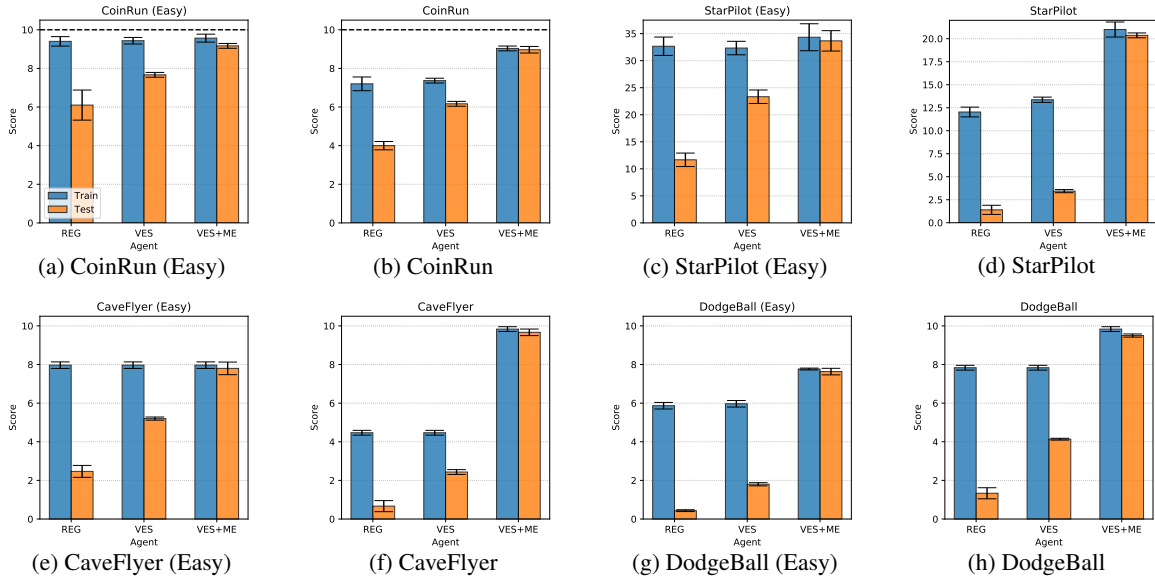 CoinRun (Easy)
Score
10
8
6
4
2
0
Train
Test
REG
VES
VES+ME
Agent
(a) CoinRun (Easy)
CoinRun
Score
10
8
6
4
2
0
REG
VES
VES+ME
Agent
(b) CoinRun
StarPilot (Easy)
Score
35
30
25
20
15
10
5
0
REG
VES
VES+ME
Agent
(c) StarPilot (Easy)
StarPilot
Score
20.0
17.5
15.0
12.5
10.0
7.5
5.0
2.5
0.0
REG
VES
VES+ME
Agent
(d) StarPilot
CaveFlyer (Easy)
Score
10
8
6
4
2
0
REG
VES
VES+ME
Agent
(e) CaveFlyer (Easy)
CaveFlyer
Score
10
8
6
4
2
0
REG
VES
VES+ME
Agent
(f) CaveFlyer
DodgeBall (Easy)
Score
10
8
6
4
2
0
REG
VES
VES+ME
Agent
(g) DodgeBall (Easy)
DodgeBall
Score
10
8
6
4
2
0
REG
VES
VES+ME
Agent
(h) DodgeBall